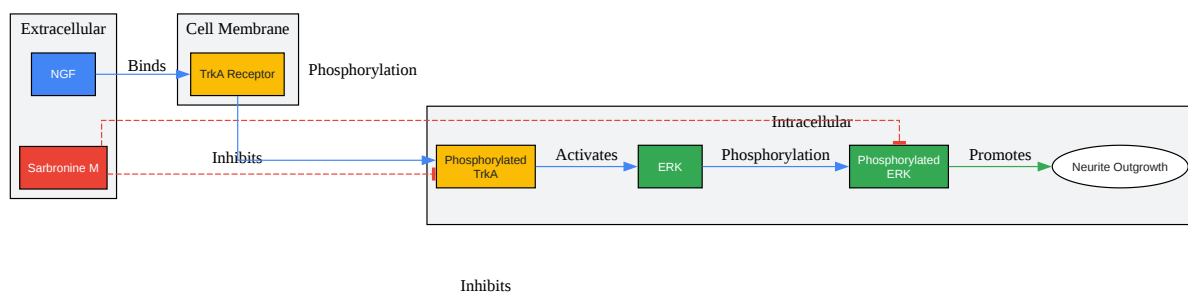 Extracellular
Cell Membrane
NGF
Binds
TrkA Receptor
Phosphorylation
Intracellular
Sarbronine M
Inhibits
Phosphorylated
TrkA
Activates
ERK
Phosphorylation
Phosphorylated
ERK
Promotes
Neurite Outgrowth
Inhibits